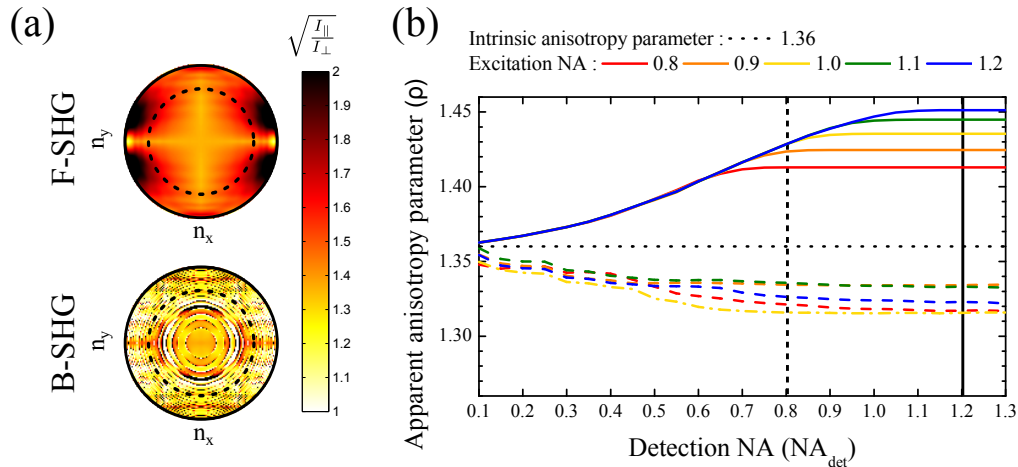 (a)
√(I∥/I⊥)
F-SHG
n_y
n_x
2
1.9
1.8
1.7
1.6
1.5
1.4
1.3
1.2
1.1
1
B-SHG
n_y
n_x
(b)
Intrinsic anisotropy parameter : 1.36
Excitation NA : 0.8 0.9 1.0 1.1 1.2
Apparent anisotropy parameter (ρ)
1.45
1.40
1.35
1.30
0.1 0.2 0.3 0.4 0.5 0.6 0.7 0.8 0.9 1.0 1.1 1.2 1.3
Detection NA (NA_det)